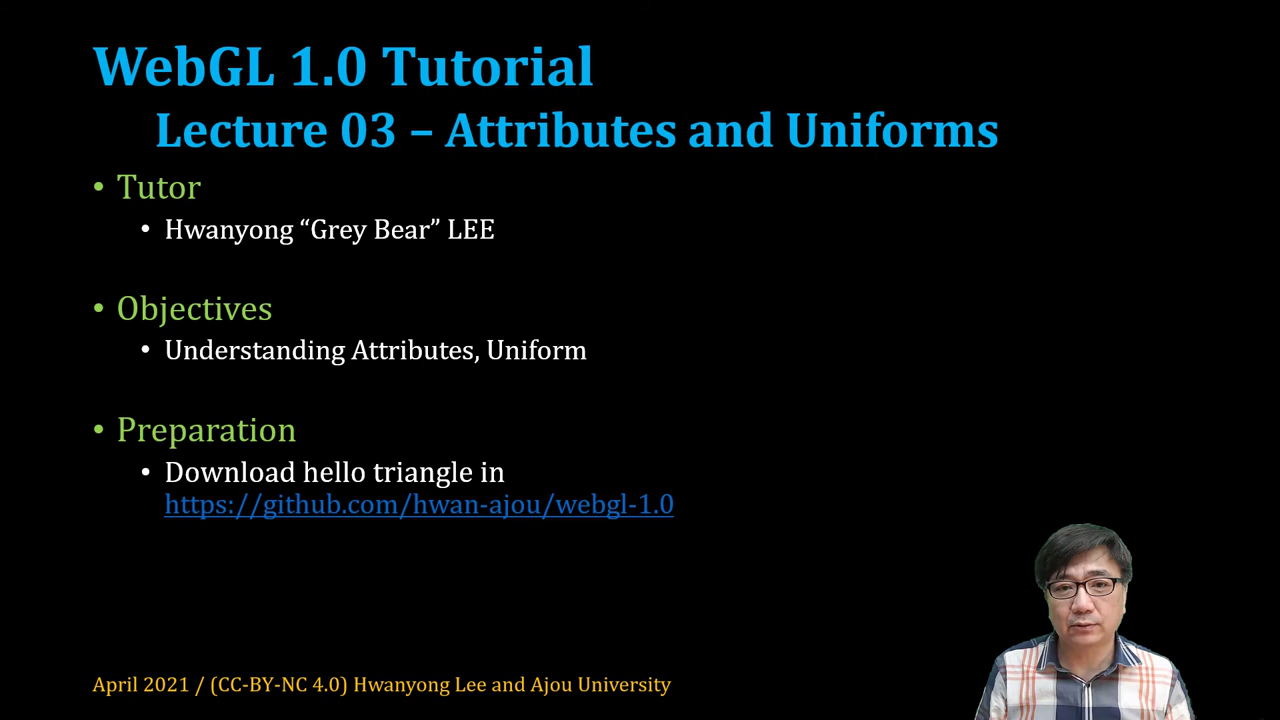 WebGL 1.0 Tutorial
Lecture 03 – Attributes and Uniforms
• Tutor
• Hwanyong “Grey Bear” LEE
• Objectives
• Understanding Attributes, Uniform
• Preparation
• Download hello triangle in
https://github.com/hwan-ajou/webgl-1.0
April 2021 / (CC-BY-NC 4.0) Hwanyong Lee and Ajou University